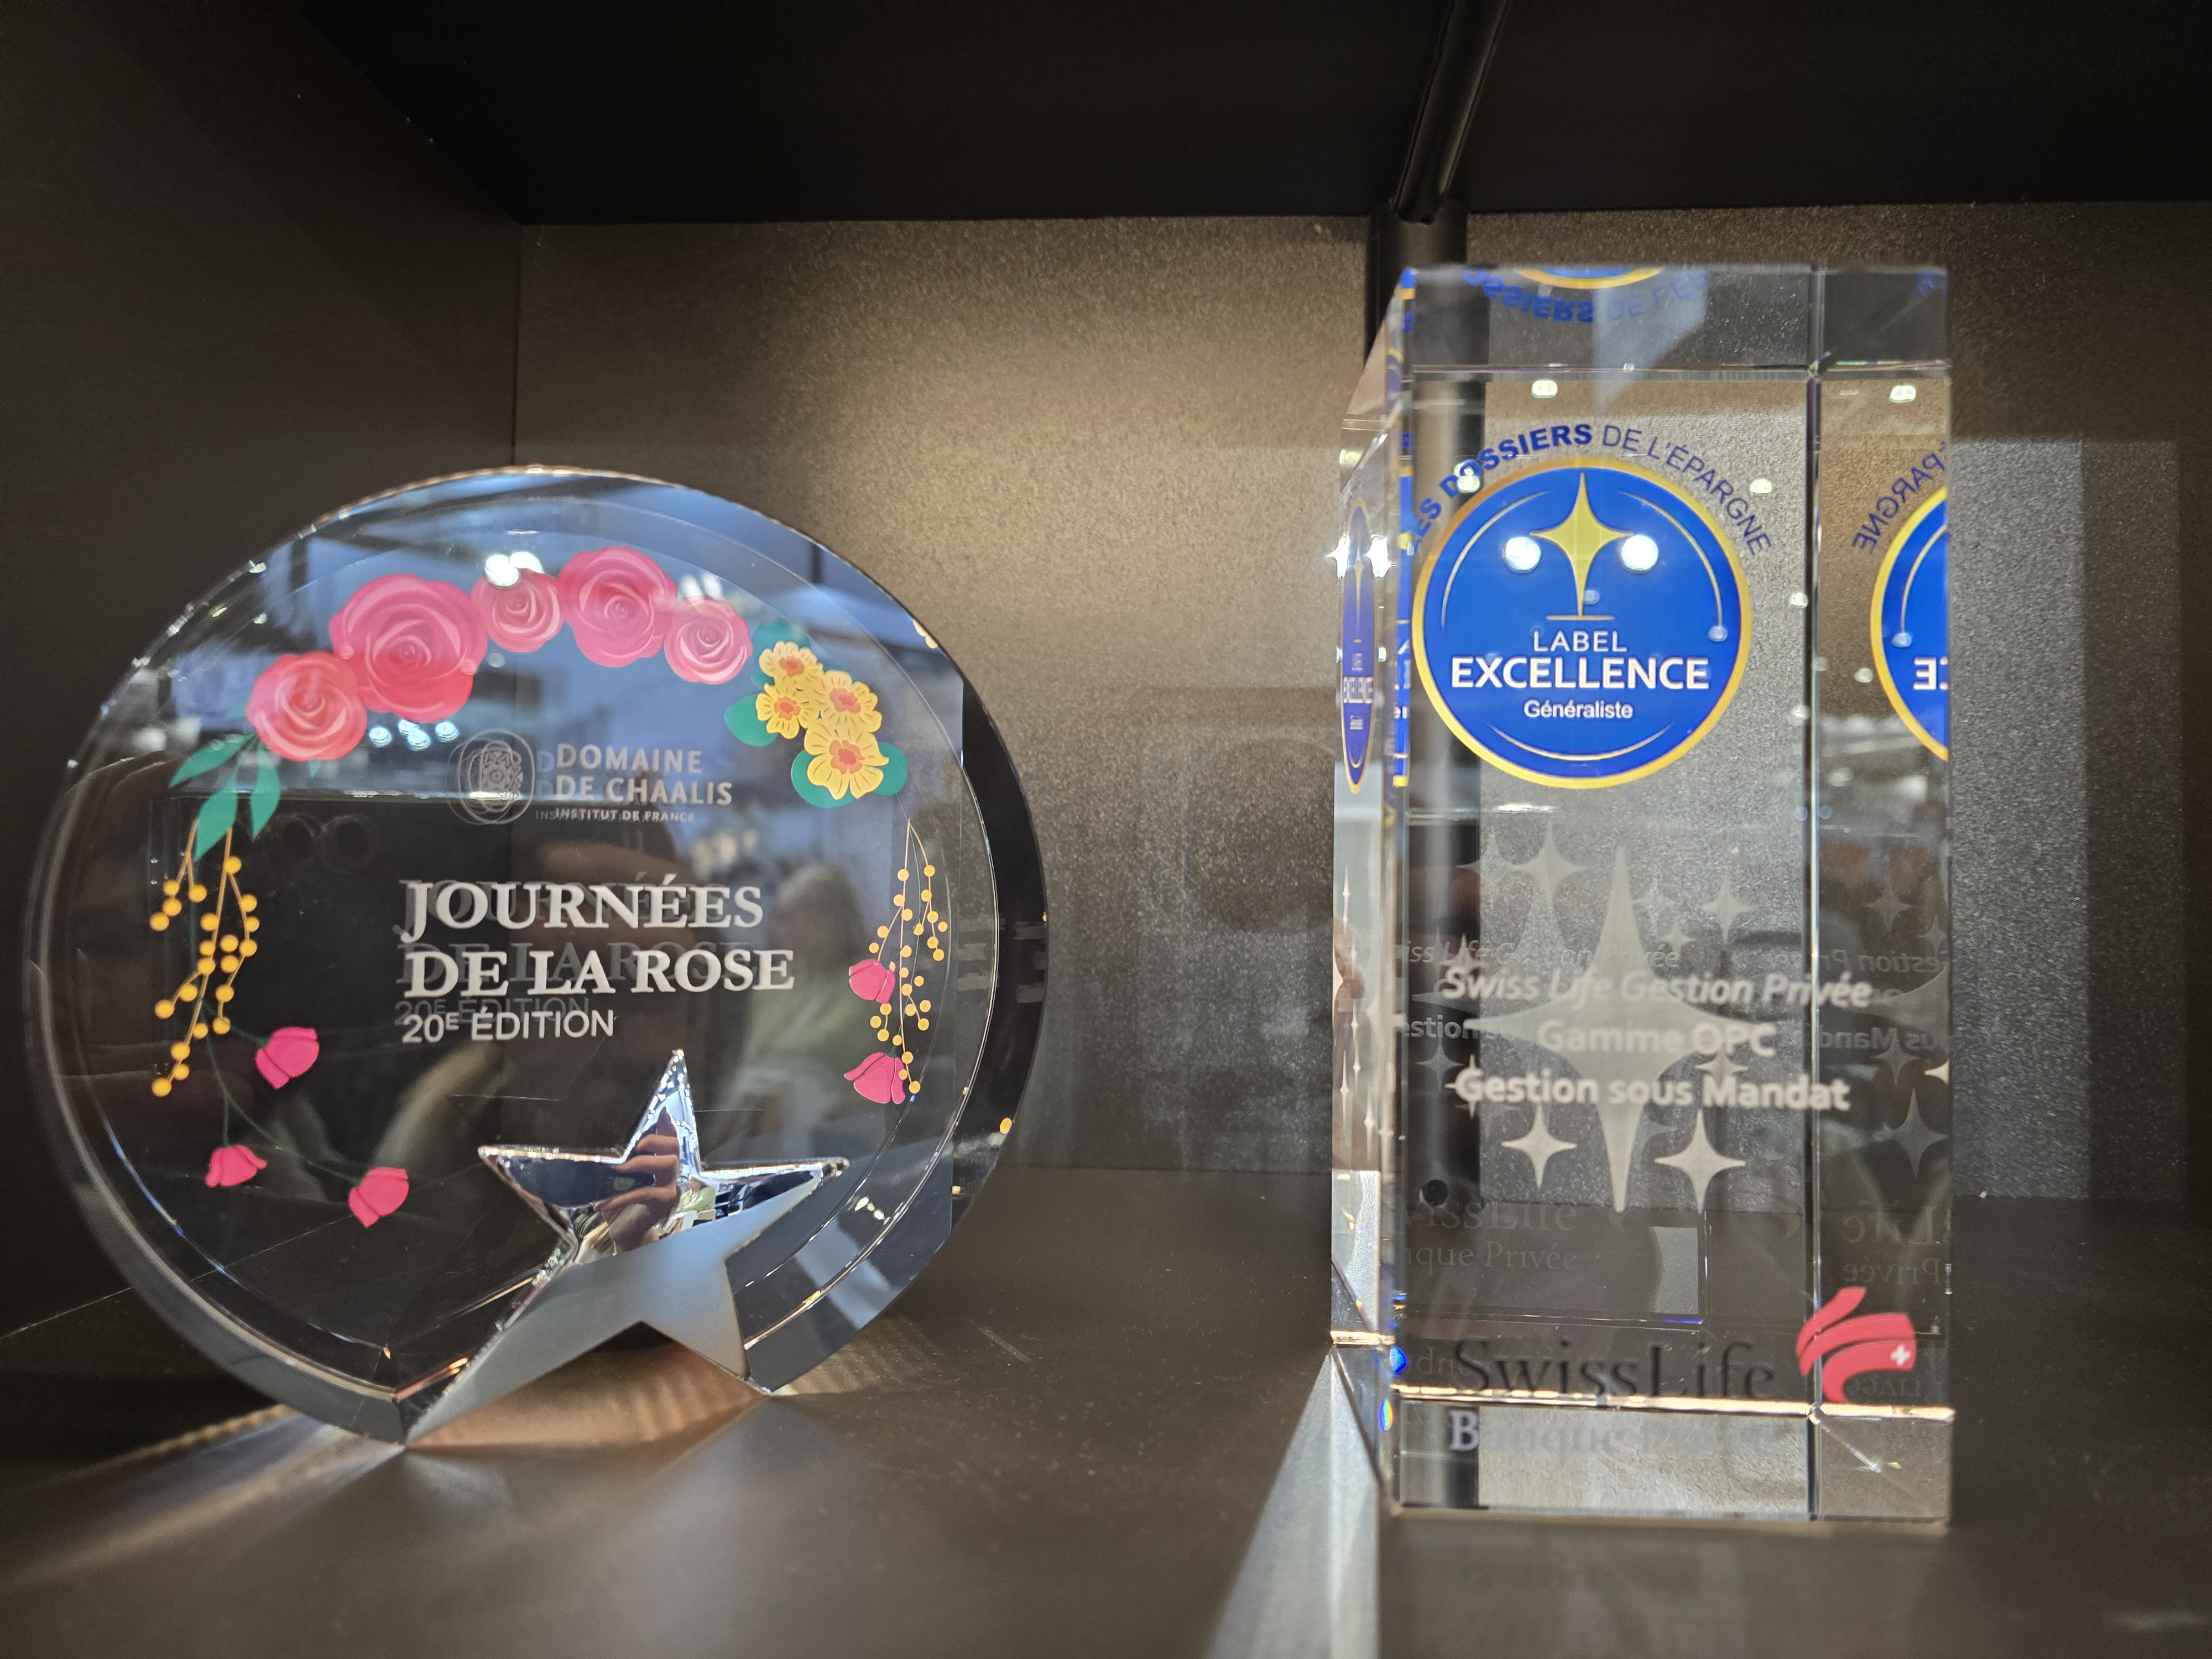 DOMAINE
DE CHAALIS
INSTITUT DE FRANCE
JOURNÉES
DE LA ROSE
20E ÉDITION
LES DOSSIERS DE L'ÉPARGNE
LABEL
EXCELLENCE
Généraliste
Swiss Life Gestion Privée
Gamme OPC
Gestion sous Mandat
SwissLife
Banque Privée